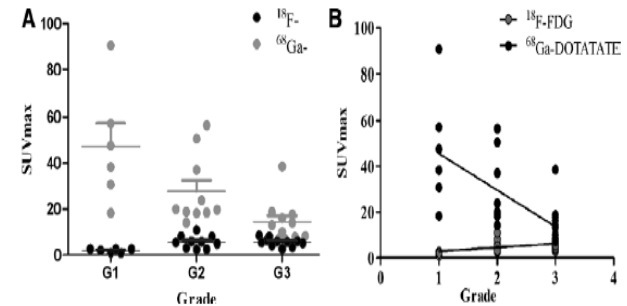 A
B
18F-
68Ga-
18F-FDG
68Ga-DOTATATE
SUVmax
100
80
60
40
20
0
G1 G2 G3
Grade
SUVmax
100
80
60
40
20
0
0 1 2 3 4
Grade